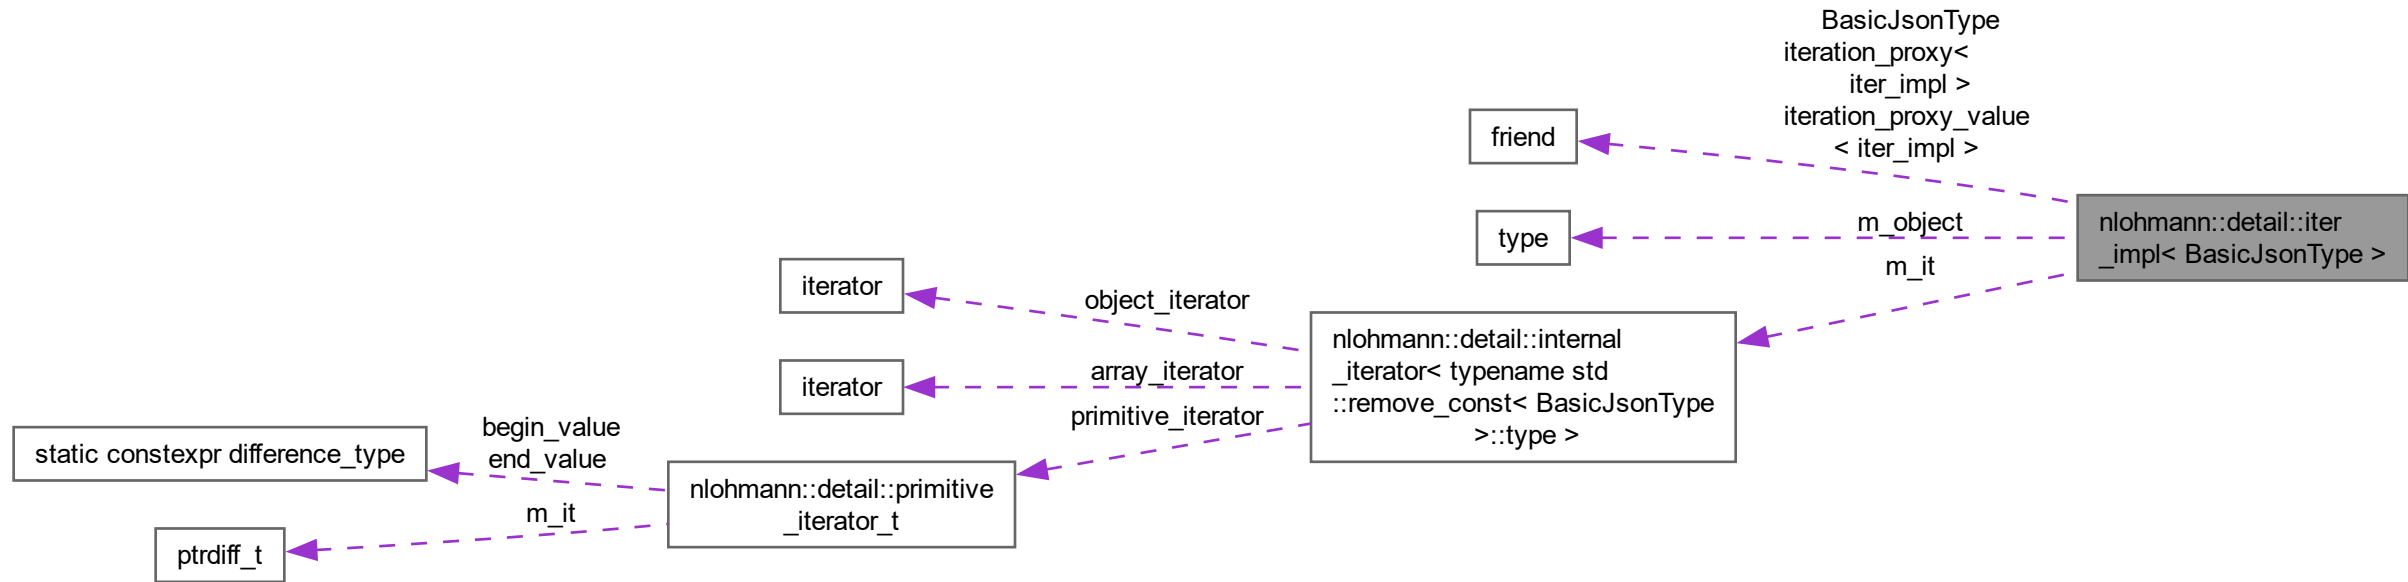 BasicJsonType
iteration_proxy<
iter_impl >
iteration_proxy_value
< iter_impl >
friend
nlohmann::detail::iter
_impl< BasicJsonType >
m_object
type
m_it
iterator
object_iterator
nlohmann::detail::internal
_iterator< typename std
::remove_const< BasicJsonType
>::type >
array_iterator
iterator
primitive_iterator
begin_value
end_value
static constexpr difference_type
nlohmann::detail::primitive
_iterator_t
m_it
ptrdiff_t